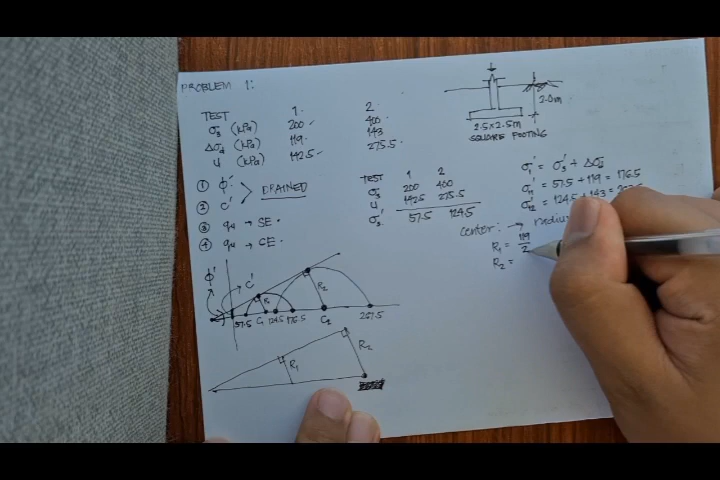 PROBLEM 1:
TEST 1. 2.
σ3 (kPa) 200 400
Δσd (kPa) 119. 143
u (kPa) 142.5 275.5
① φ'
② c' > DRAINED
③ qu → SE.
④ qu → CE.
TEST 1 2
σ3 200 400
u 142.5 275.5
σ3' 57.5 124.5
2.0m
2.5 x 2.5m
SQUARE FOOTING
σ1' = σ3' + Δσd
σ11' = 57.5 + 119 = 176.5
σ12' = 124.5 + 143 =
center: → radius
R1 = 119/2
R2 =
φ' c'
R1 R2
57.5 C1 124.5 176.5 C2 267.5
R1 R2